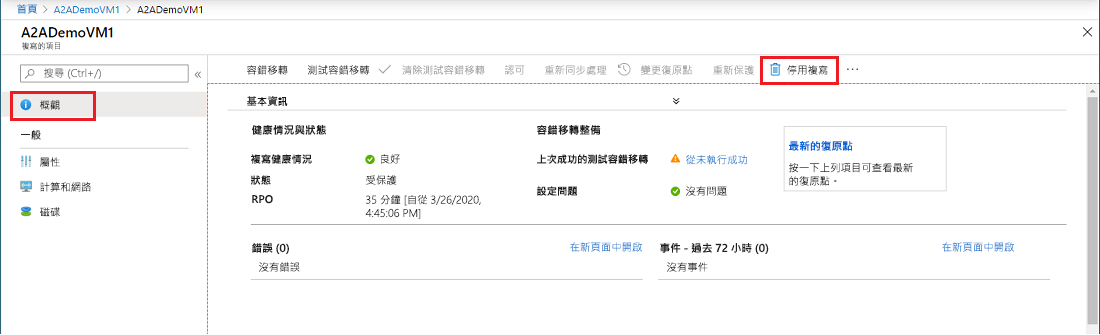 首頁 > A2ADemoVM1 > A2ADemoVM1
A2ADemoVM1
複寫的項目
搜尋 (Ctrl+/)
容錯移轉 測試容錯移轉 清除測試容錯移轉 認可 重新同步處理 變更復原點 重新保護 停用複寫 ...
概觀
一般
屬性
計算和網路
磁碟
基本資訊
健康情況與狀態
複寫健康情況 良好
狀態 受保護
RPO 35 分鐘 [自從 3/26/2020,
4:45:06 PM]
容錯移轉整備
上次成功的測試容錯移轉 從未執行成功
設定問題 沒有問題
最新的復原點
按一下上列項目可查看最新
的復原點。
錯誤 (0) 在新頁面中開啟
沒有錯誤
事件 - 過去 72 小時 (0) 在新頁面中開啟
沒有事件